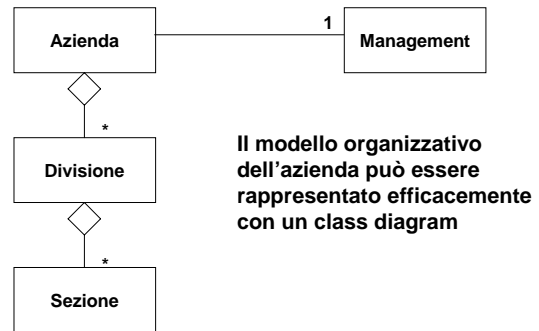 Azienda
1
Management
*
Divisione
Il modello organizzativo
dell'azienda può essere
rappresentato efficacemente
con un class diagram
*
Sezione